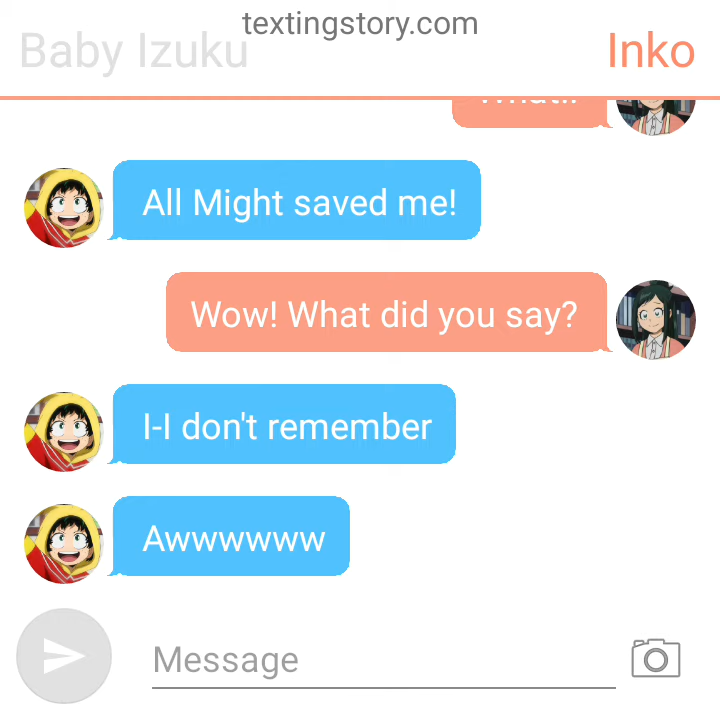 textingstory.com
Baby Izuku
Inko
All Might saved me!
Wow! What did you say?
I-I don't remember
Awwwwww
Message